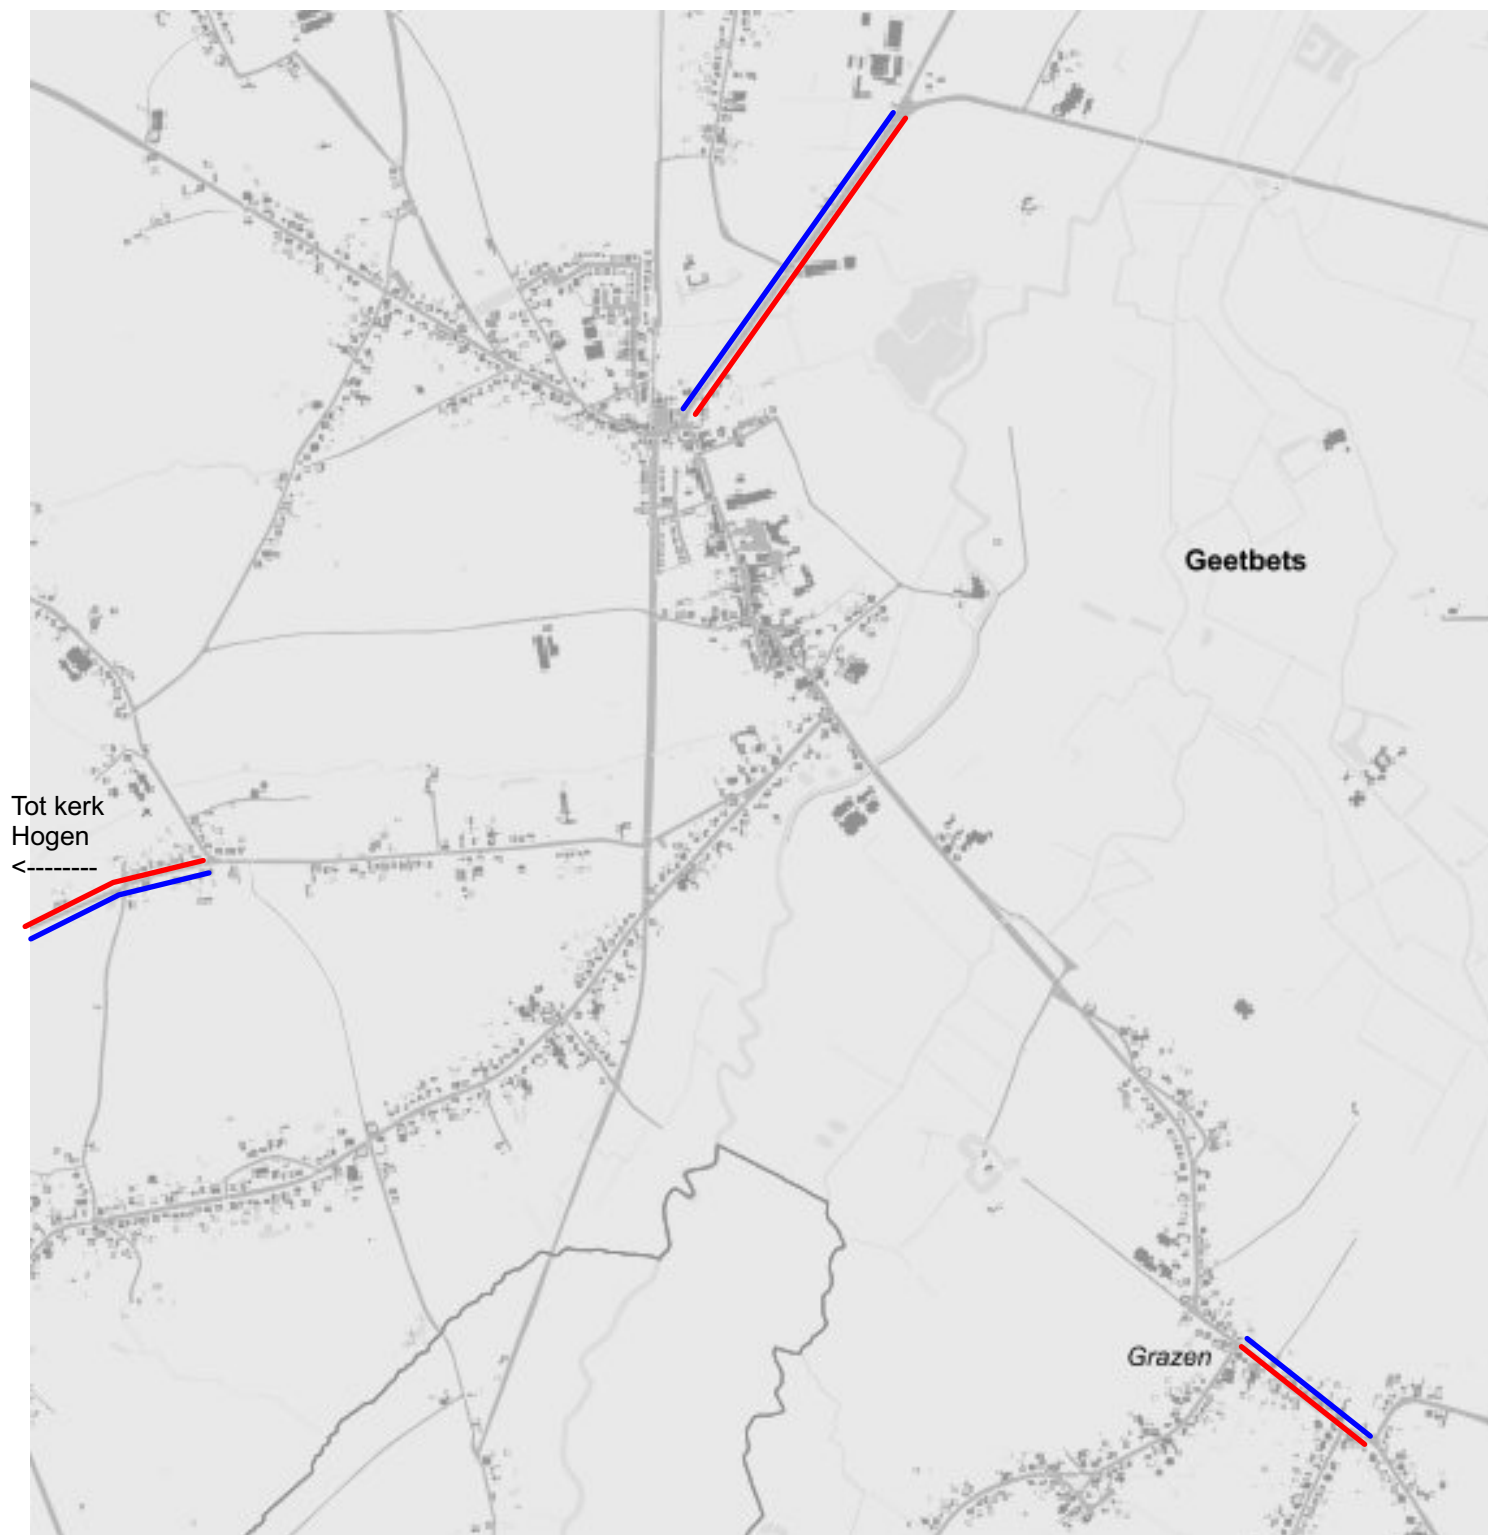 Geetbets
Tot kerk
Hogen
<--------
Grazen